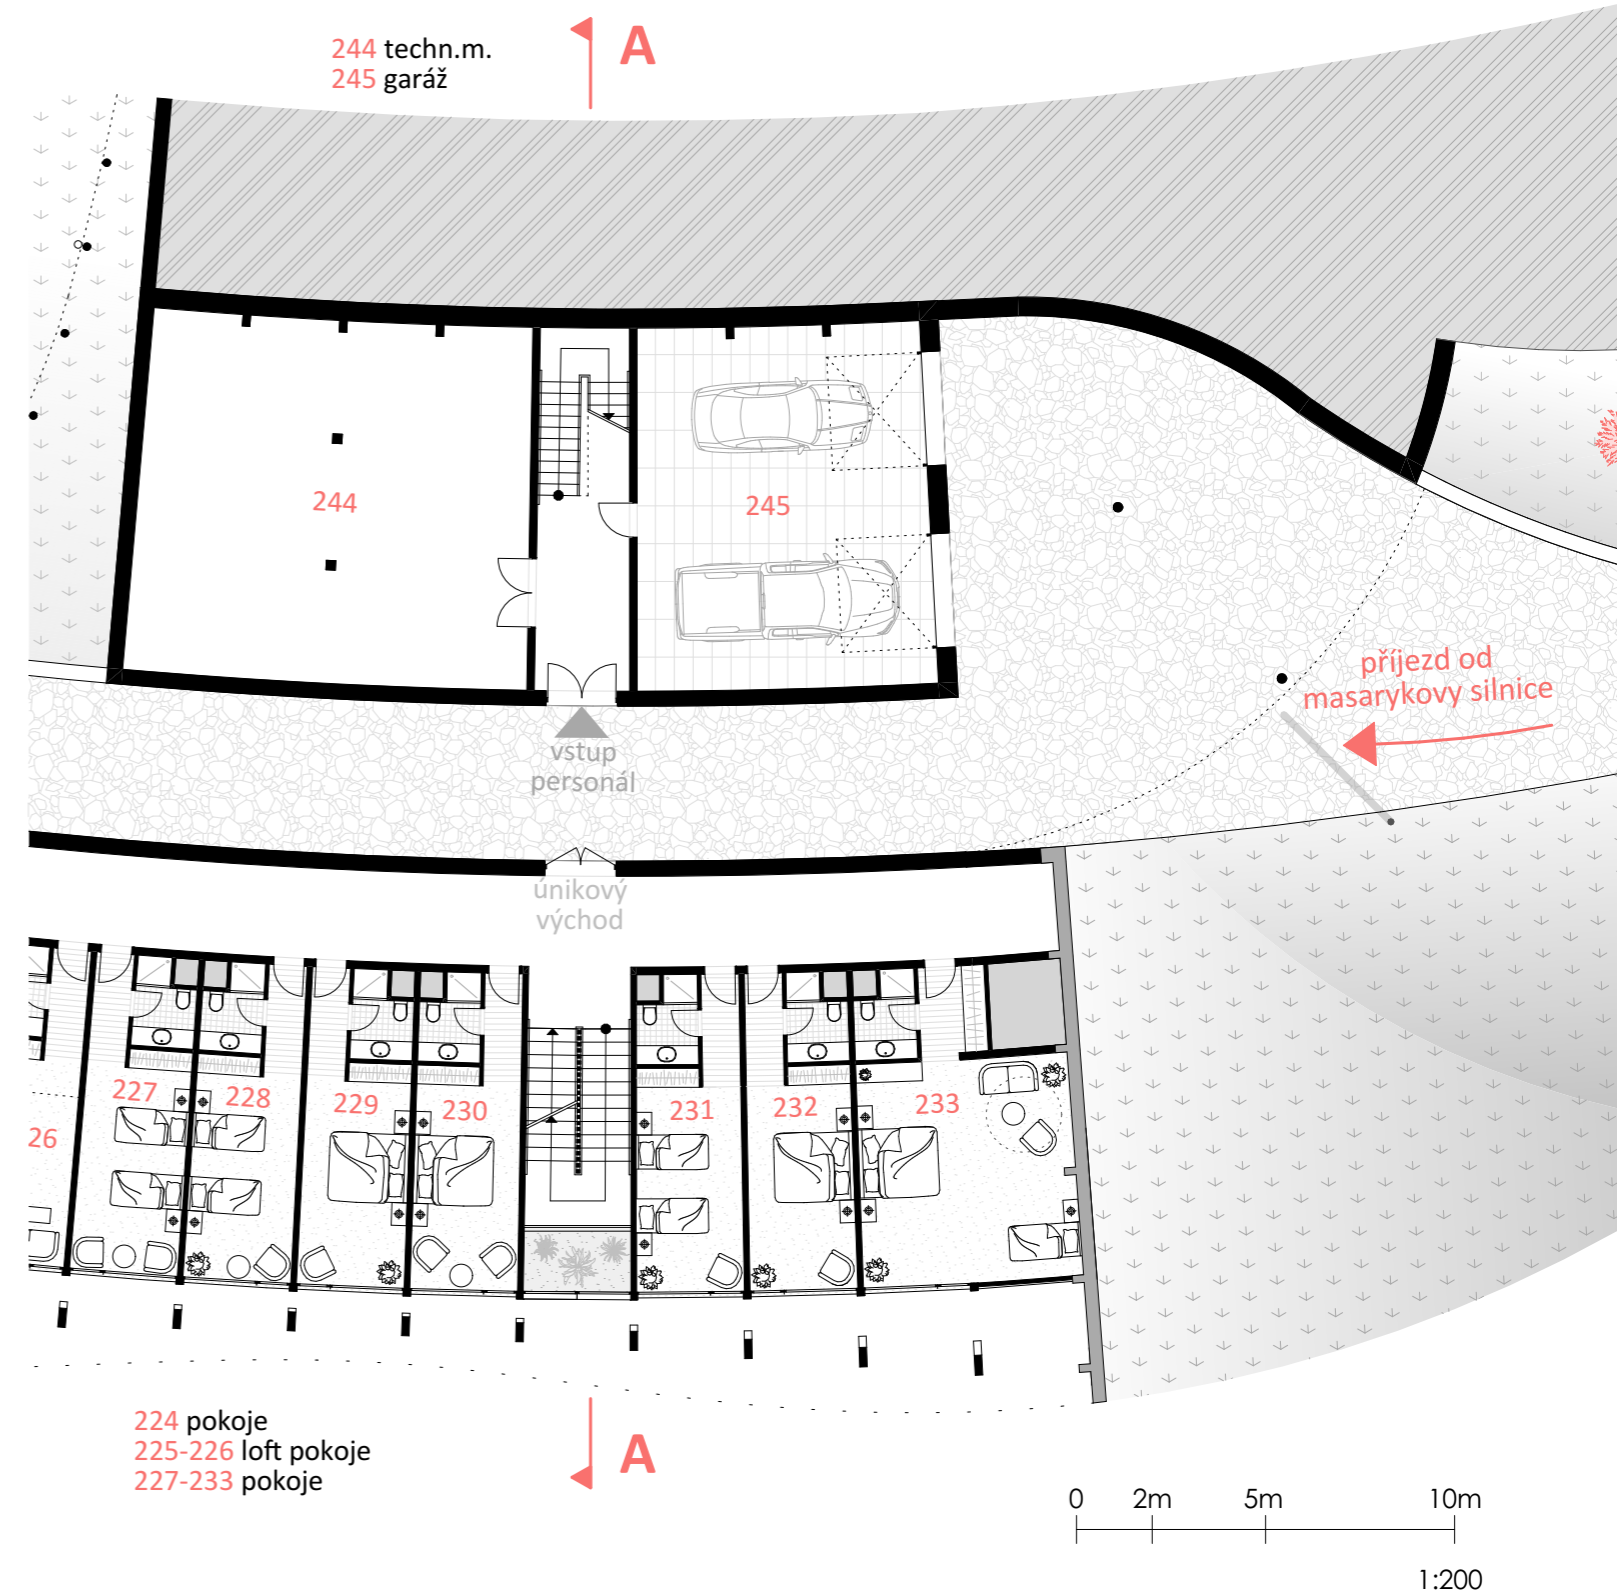 244 techn.m.
245 garáž
A
244
245
příjezd od
masarykovy silnice
vstup
personál
únikový
východ
26
227
228
229
230
231
232
233
224 pokoje
225-226 loft pokoje
227-233 pokoje
A
0 2m 5m 10m
1:200